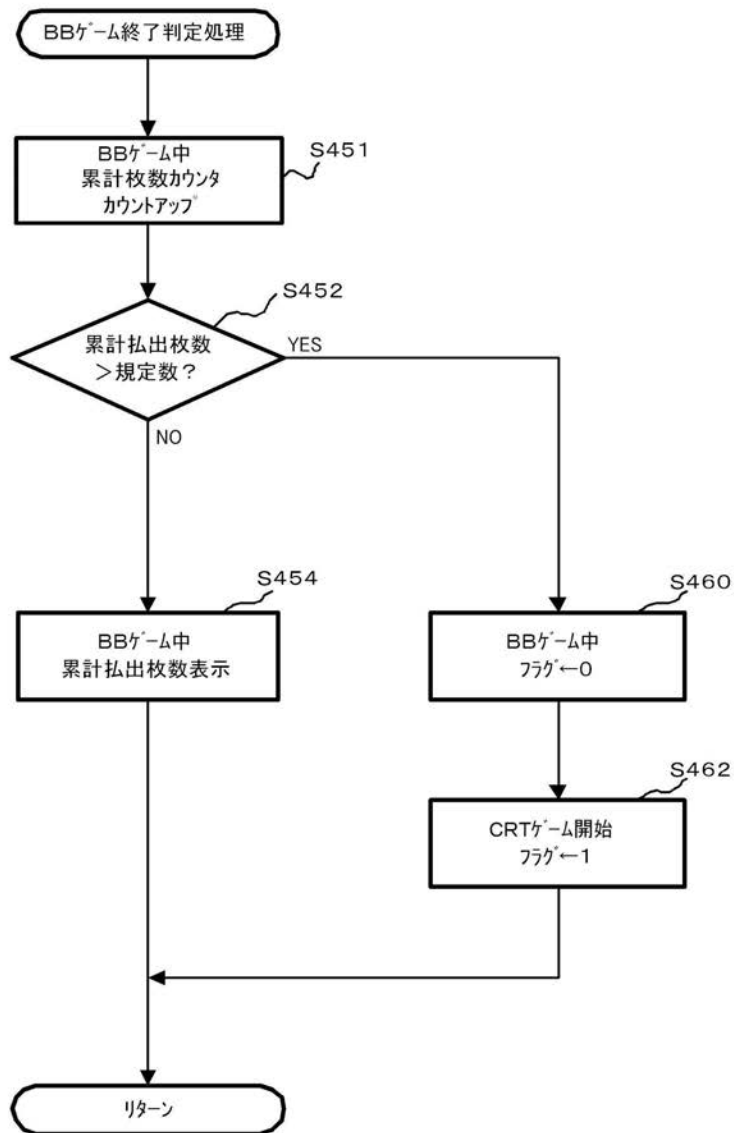 BBｹﾞｰﾑ終了判定処理
S451
BBｹﾞｰﾑ中
累計枚数ｶｳﾝﾀ
ｶｳﾝﾄｱｯﾌﾟ
S452
累計払出枚数
＞規定数？
YES
NO
S454
BBｹﾞｰﾑ中
累計払出枚数表示
S460
BBｹﾞｰﾑ中
ﾌﾗｸﾞ←0
S462
CRTｹﾞｰﾑ開始
ﾌﾗｸﾞ←1
ﾘﾀｰﾝ